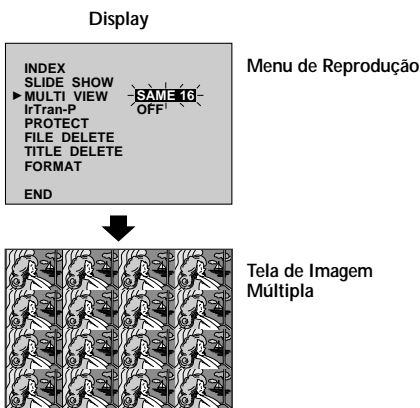 Display
INDEX
SLIDE SHOW
►MULTI VIEW SAME 16
IrTran-P OFF
PROTECT
FILE DELETE
TITLE DELETE
FORMAT
END
Menu de Reprodução
Tela de Imagem
Múltipla